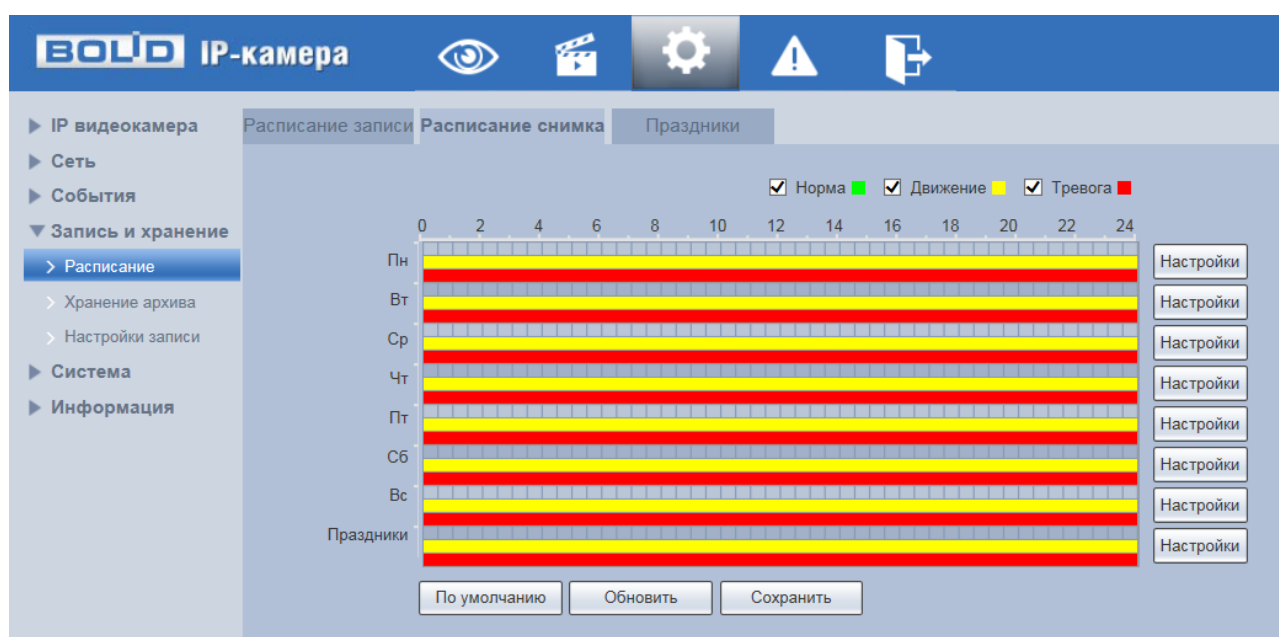 BOLID IP-камера
IP видеокамера
Сеть
События
Запись и хранение
Расписание
Хранение архива
Настройки записи
Система
Информация
Расписание записи Расписание снимка Праздники
Норма Движение Тревога
0 2 4 6 8 10 12 14 16 18 20 22 24
Пн Настройки
Вт Настройки
Ср Настройки
Чт Настройки
Пт Настройки
Сб Настройки
Вс Настройки
Праздники Настройки
По умолчанию Обновить Сохранить